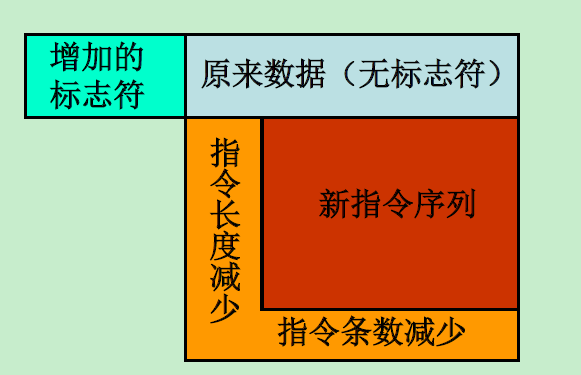 增加的
标志符
原来数据（无标志符）
指令长度减少
新指令序列
指令条数减少